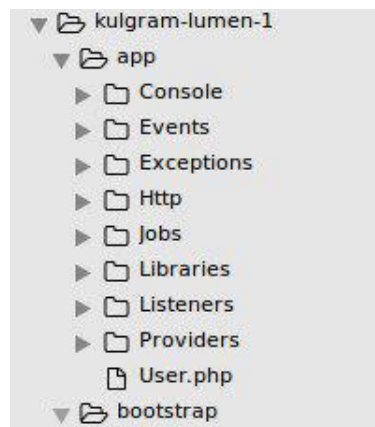 kulgram-lumen-1
app
Console
Events
Exceptions
Http
Jobs
Libraries
Listeners
Providers
User.php
bootstrap